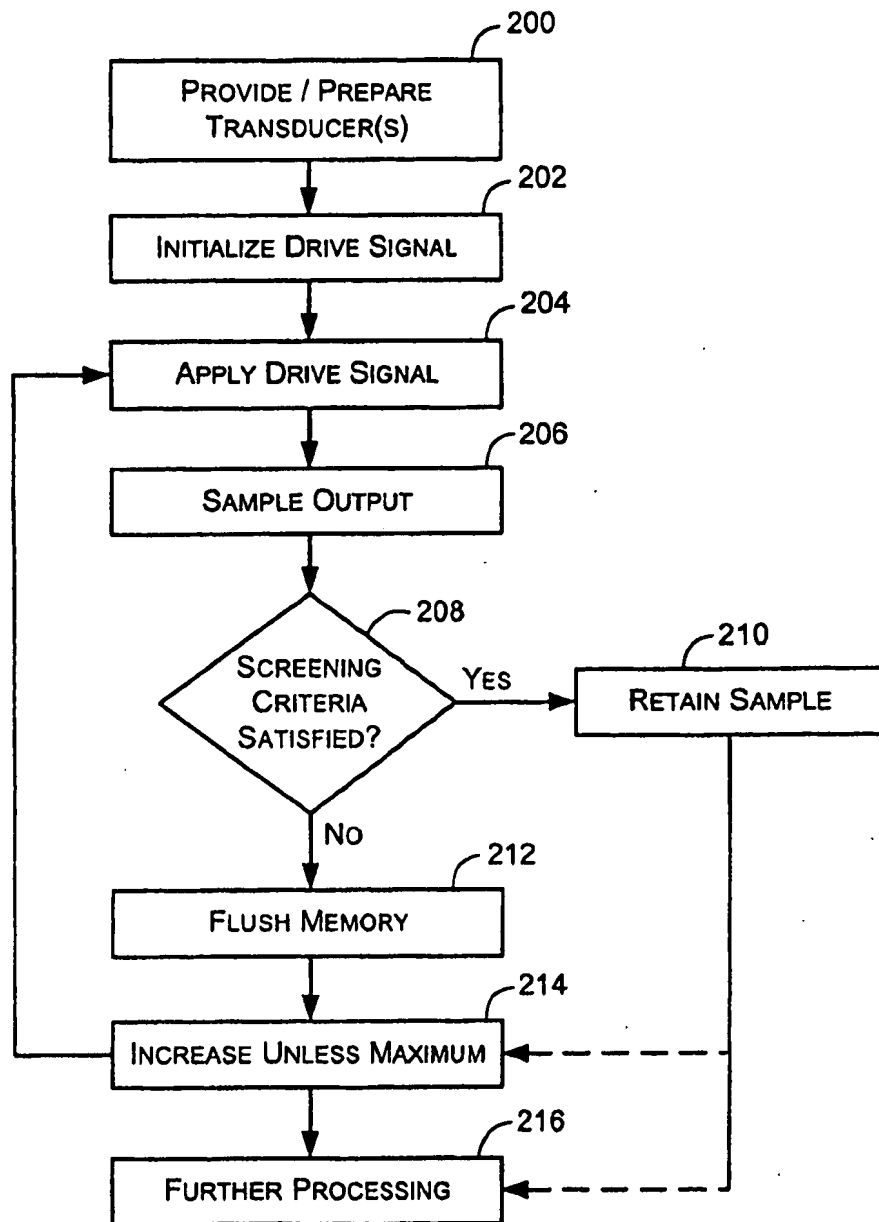 200
PROVIDE / PREPARE
TRANSDUCER(S)
202
INITIALIZE DRIVE SIGNAL
204
APPLY DRIVE SIGNAL
206
SAMPLE OUTPUT
208
SCREENING
CRITERIA
SATISFIED?
YES
210
RETAIN SAMPLE
NO
212
FLUSH MEMORY
214
INCREASE UNLESS MAXIMUM
216
FURTHER PROCESSING